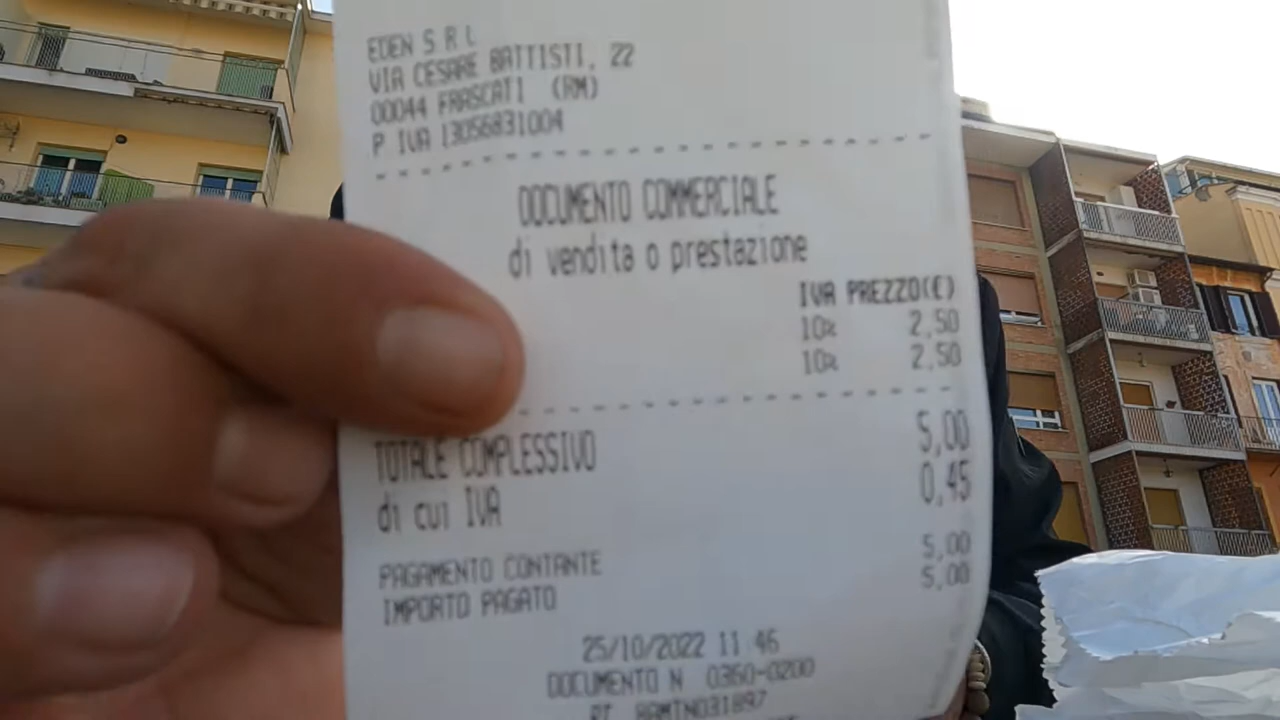 EDEN S R L
VIA CESARE BATTISTI, 22
00044 FRASCATI (RM)
P IVA 13056831004
DOCUMENTO COMMERCIALE
di vendita o prestazione
IVA PREZZO(€)
10% 2,50
10% 2,50
TOTALE COMPLESSIVO 5,00
di cui IVA 0,45
PAGAMENTO CONTANTE 5,00
IMPORTO PAGATO 5,00
25/10/2022 11 46
DOCUMENTO N 0360-0200
RT 8AMTN031897